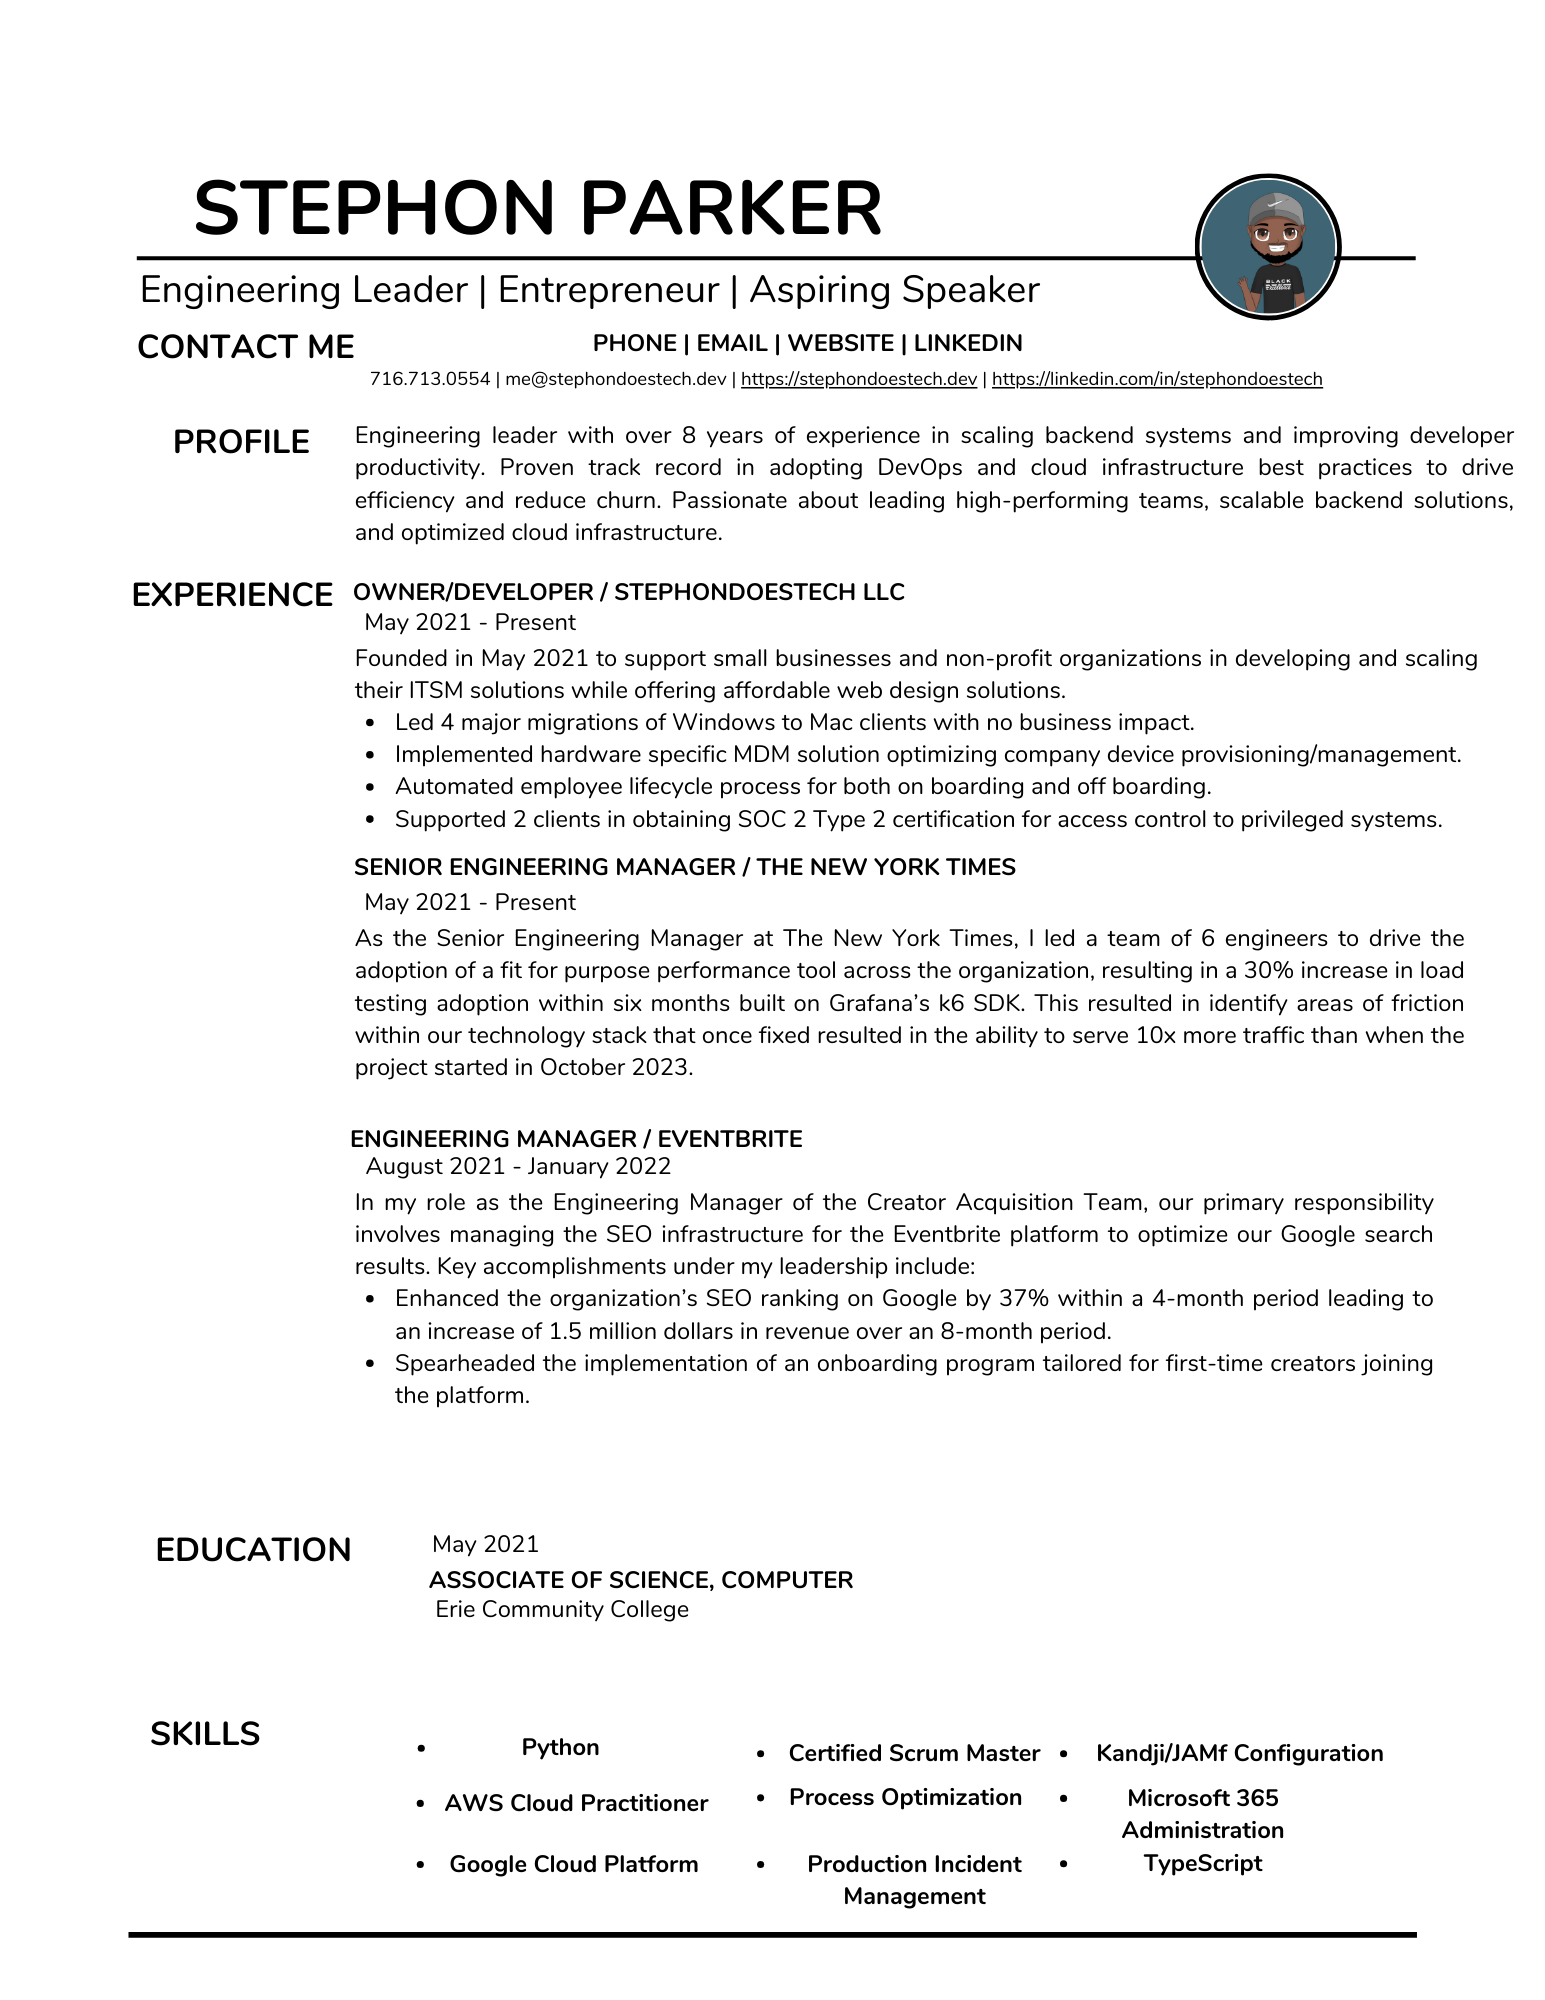 STEPHON PARKER
Engineering Leader | Entrepreneur | Aspiring Speaker
CONTACT ME
PHONE | EMAIL | WEBSITE | LINKEDIN
716.713.0554 | me@stephondoestech.dev | https://stephondoestech.dev | https://linkedin.com/in/stephondoestech
PROFILE
Engineering leader with over 8 years of experience in scaling backend systems and improving developer
productivity. Proven track record in adopting DevOps and cloud infrastructure best practices to drive
efficiency and reduce churn. Passionate about leading high-performing teams, scalable backend solutions,
and optimized cloud infrastructure.
EXPERIENCE
OWNER/DEVELOPER / STEPHONDOESTECH LLC
May 2021 - Present
Founded in May 2021 to support small businesses and non-profit organizations in developing and scaling
their ITSM solutions while offering affordable web design solutions.
• Led 4 major migrations of Windows to Mac clients with no business impact.
• Implemented hardware specific MDM solution optimizing company device provisioning/management.
• Automated employee lifecycle process for both on boarding and off boarding.
• Supported 2 clients in obtaining SOC 2 Type 2 certification for access control to privileged systems.
SENIOR ENGINEERING MANAGER / THE NEW YORK TIMES
May 2021 - Present
As the Senior Engineering Manager at The New York Times, I led a team of 6 engineers to drive the
adoption of a fit for purpose performance tool across the organization, resulting in a 30% increase in load
testing adoption within six months built on Grafana's k6 SDK. This resulted in identify areas of friction
within our technology stack that once fixed resulted in the ability to serve 10x more traffic than when the
project started in October 2023.
ENGINEERING MANAGER / EVENTBRITE
August 2021 - January 2022
In my role as the Engineering Manager of the Creator Acquisition Team, our primary responsibility
involves managing the SEO infrastructure for the Eventbrite platform to optimize our Google search
results. Key accomplishments under my leadership include:
• Enhanced the organization's SEO ranking on Google by 37% within a 4-month period leading to
an increase of 1.5 million dollars in revenue over an 8-month period.
• Spearheaded the implementation of an onboarding program tailored for first-time creators joining
the platform.
EDUCATION
May 2021
ASSOCIATE OF SCIENCE, COMPUTER
Erie Community College
SKILLS
• Python
• AWS Cloud Practitioner
• Google Cloud Platform
• Certified Scrum Master
• Process Optimization
• Production Incident
Management
• Kandji/JAMf Configuration
• Microsoft 365
Administration
• TypeScript